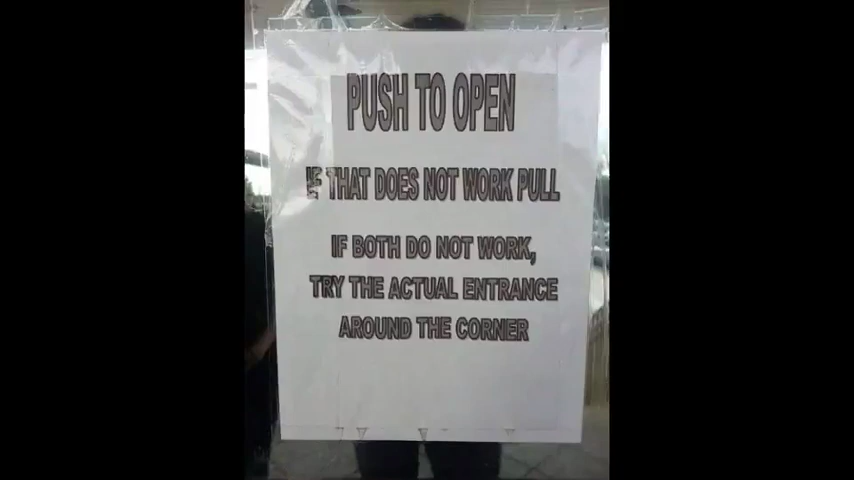 PUSH TO OPEN
IF THAT DOES NOT WORK PULL
IF BOTH DO NOT WORK,
TRY THE ACTUAL ENTRANCE
AROUND THE CORNER